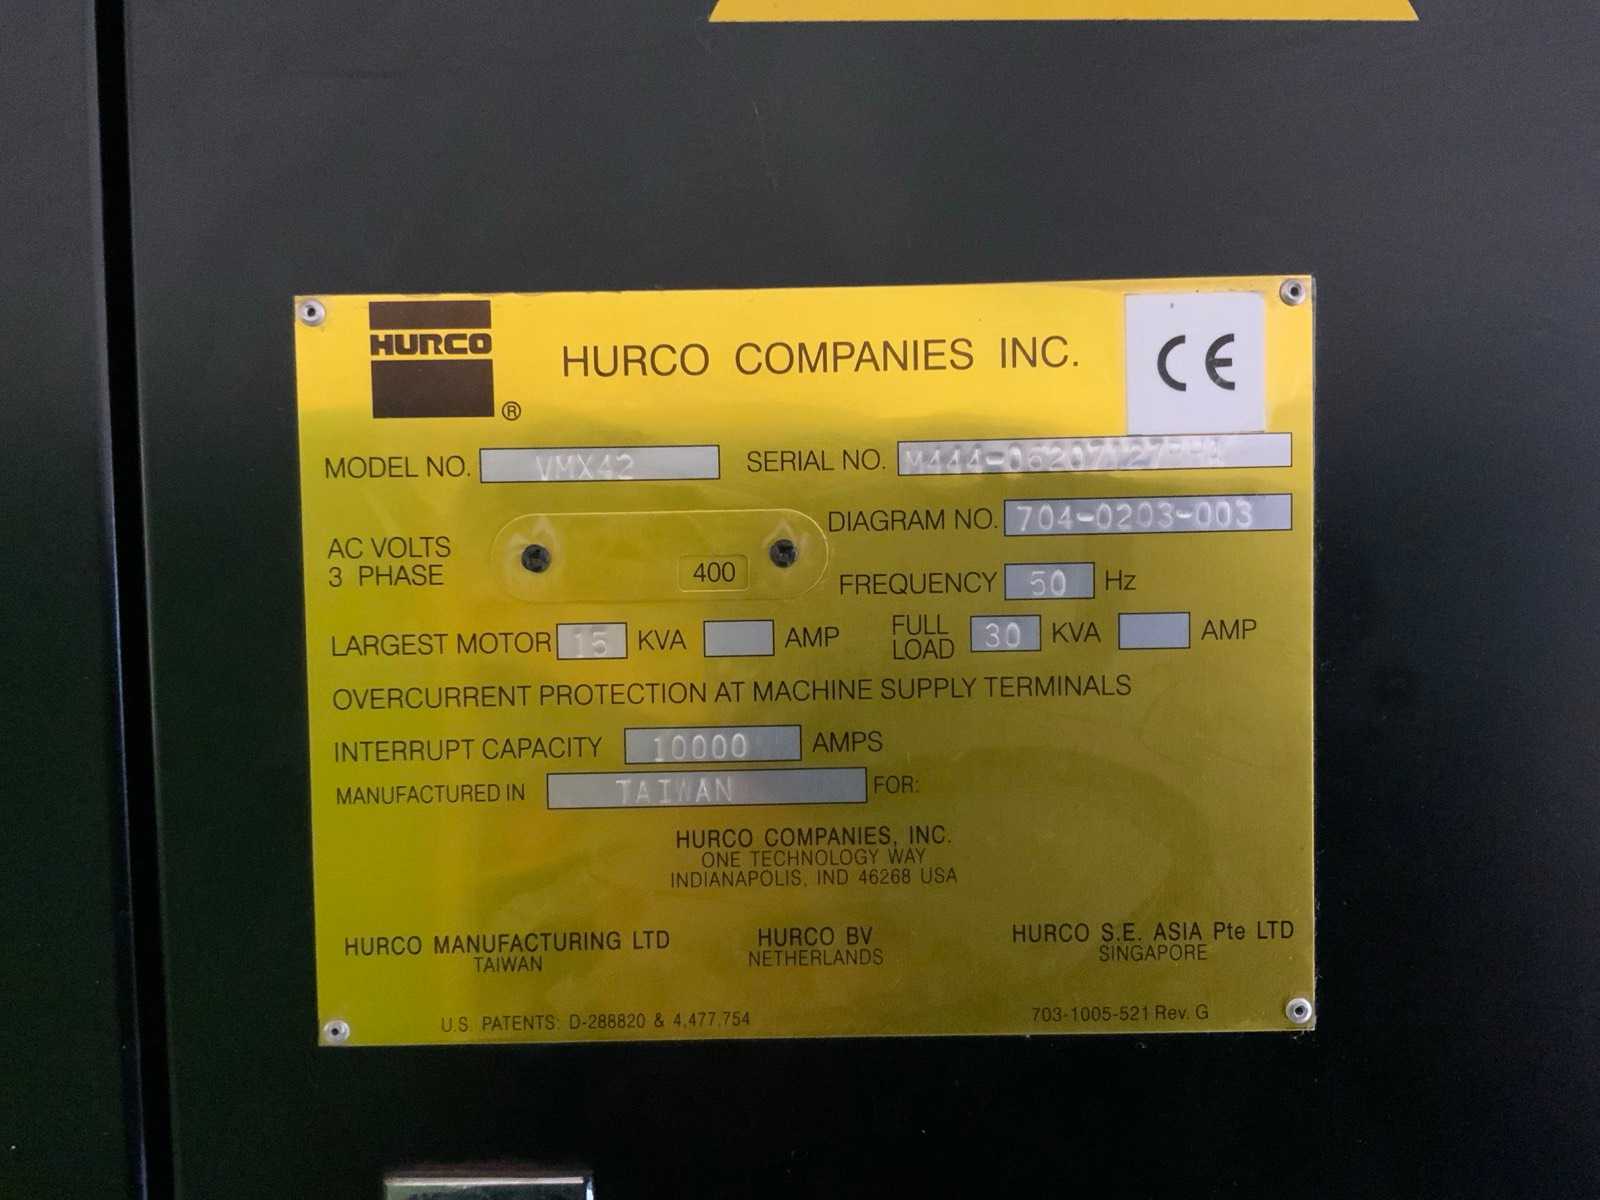 HURCO
®
HURCO COMPANIES INC.
CE
MODEL NO. VMX42
SERIAL NO.
DIAGRAM NO. 704-0203-003
AC VOLTS
3 PHASE
400
FREQUENCY 50 Hz
LARGEST MOTOR 15 KVA AMP
FULL
LOAD 30 KVA AMP
OVERCURRENT PROTECTION AT MACHINE SUPPLY TERMINALS
INTERRUPT CAPACITY 10000 AMPS
MANUFACTURED IN TAIWAN FOR:
HURCO COMPANIES, INC.
ONE TECHNOLOGY WAY
INDIANAPOLIS, IND 46268 USA
HURCO MANUFACTURING LTD
TAIWAN
HURCO BV
NETHERLANDS
HURCO S.E. ASIA Pte LTD
SINGAPORE
U.S. PATENTS: D-288820 & 4,477,754
703-1005-521 Rev. G